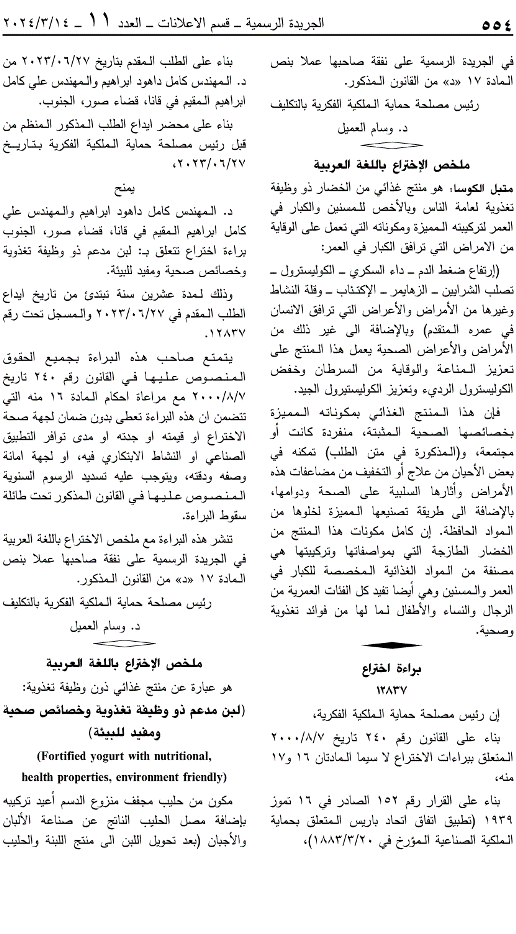 ٥٥٤
الجريدة الرسمية ــ قسم الاعلانات ــ العدد ١١ ــ ٢٠٢٤/٣/١٤
في الجريدة الرسمية على نفقة صاحبها عملا بنص
المادة ١٧ «د» من القانون المذكور.
رئيس مصلحة حماية الملكية الفكرية بالتكليف
د. وسام العميل
ملخص الإختراع باللغة العربية
متبل الكوسا: هو منتج غذائي من الخضار ذو وظيفة
تغذوية لعامة الناس وبالأخص للمسنين والكبار في
العمر لتركيبته المميزة ومكوناته التي تعمل على الوقاية
من الامراض التي ترافق الكبار في العمر:
(إرتفاع ضغط الدم ــ داء السكري ــ الكوليسترول ــ
تصلب الشرايين ــ الزهايمر ــ الإكتئاب ــ وقلة النشاط
وغيرها من الأمراض والأعراض التي ترافق الانسان
في عمره المتقدم) وبالإضافة الى غير ذلك من
الأمراض والأعراض الصحية يعمل هذا المنتج على
تعزيز المناعة والوقاية من السرطان وخفض
الكوليسترول الرديء وتعزيز الكوليستيرول الجيد.
فإن هذا المنتج الغذائي بمكوناته المميزة
بخصائصها الصحية المثبتة، منفردة كانت أو
مجتمعة، و(المذكورة في متن الطلب) تمكنه في
بعض الأحيان من علاج أو التخفيف من مضاعفات هذه
الأمراض وأثارها السلبية على الصحة ودوامها،
بالإضافة الى طريقة تصنيعها المميزة لخلوها من
المواد الحافظة. إن كامل مكونات هذا المنتج من
الخضار الطازجة التي بمواصفاتها وتركيبتها هي
مصنفة من المواد الغذائية المخصصة للكبار في
العمر والمسنين وهي أيضا تفيد كل الفئات العمرية من
الرجال والنساء والأطفال لما لها من فوائد تغذوية
وصحية.
براءة اختراع
١٢٨٣٧
إن رئيس مصلحة حماية الملكية الفكرية،
بناء على القانون رقم ٢٤٠ تاريخ ٢٠٠٠/٨/٧
المتعلق ببراءات الاختراع لا سيما المادتان ١٦ و١٧
منه،
بناء على القرار رقم ١٥٢ الصادر في ١٦ تموز
١٩٣٩ (تطبيق اتفاق اتحاد باريس المتعلق بحماية
الملكية الصناعية المؤرخ في ١٨٨٣/٣/٢٠)،
بناء على الطلب المقدم بتاريخ ٢٠٢٣/٠٦/٢٧ من
د. المهندس كامل داهود ابراهيم والمهندس علي كامل
ابراهيم المقيم في قانا، قضاء صور، الجنوب.
بناء على محضر ايداع الطلب المذكور المنظم من
قبل رئيس مصلحة حماية الملكية الفكرية بتاريخ
٢٠٢٣/٠٦/٢٧،
يمنح
د. المهندس كامل داهود ابراهيم والمهندس علي
كامل ابراهيم المقيم في قانا، قضاء صور، الجنوب
براءة اختراع تتعلق بـ: لبن مدعم ذو وظيفة تغذوية
وخصائص صحية ومفيد للبيئة.
وذلك لمدة عشرين سنة تبتدئ من تاريخ ايداع
الطلب المقدم في ٢٠٢٣/٠٦/٢٧ والمسجل تحت رقم
١٢٨٣٧.
يتمتع صاحب هذه البراءة بجميع الحقوق
المنصوص عليها في القانون رقم ٢٤٠ تاريخ
٢٠٠٠/٨/٧ مع مراعاة احكام المادة ١٦ منه التي
تتضمن ان هذه البراءة تعطى بدون ضمان لجهة صحة
الاختراع او قيمته او جدته او مدى توافر التطبيق
الصناعي او النشاط الابتكاري فيه، او لجهة امانة
وصفه ودقته، ويتوجب عليه تسديد الرسوم السنوية
المنصوص عليها في القانون المذكور تحت طائلة
سقوط البراءة.
تنشر هذه البراءة مع ملخص الاختراع باللغة العربية
في الجريدة الرسمية على نفقة صاحبها عملا بنص
المادة ١٧ «د» من القانون المذكور.
رئيس مصلحة حماية الملكية الفكرية بالتكليف
د. وسام العميل
ملخص الإختراع باللغة العربية
هو عبارة عن منتج غذائي ذون وظيفة تغذوية:
(لبن مدعم ذو وظيفة تغذوية وخصائص صحية
ومفيد للبيئة)
(Fortified yogurt with nutritional,
health properties, environment friendly)
مكون من حليب مجفف منزوع الدسم أعيد تركيبه
بإضافة مصل الحليب الناتج عن صناعة الألبان
والأجبان (بعد تحويل اللبن الى منتج اللبنة والحليب